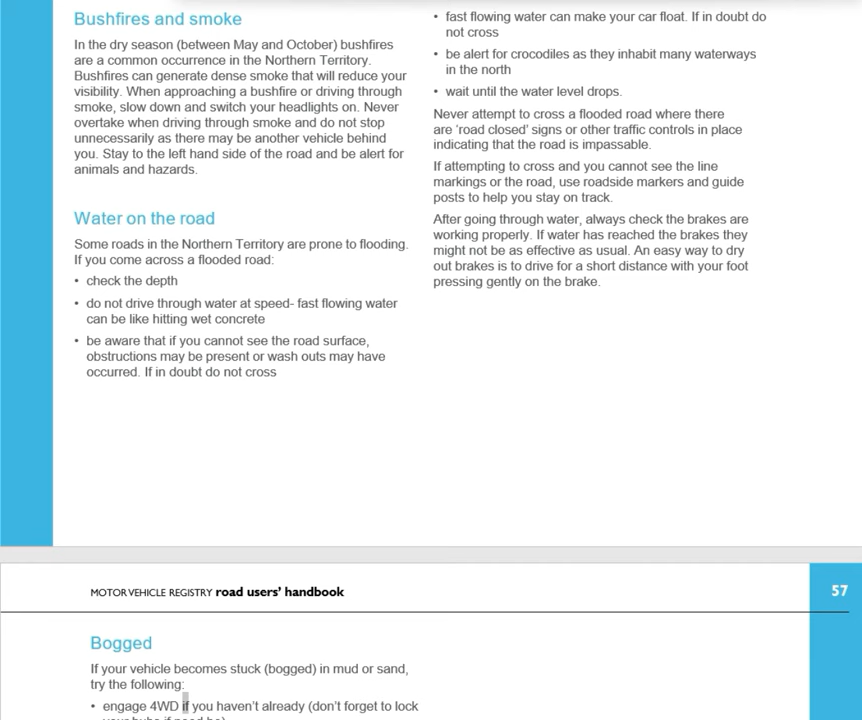 Bushfires and smoke
In the dry season (between May and October) bushfires
are a common occurrence in the Northern Territory.
Bushfires can generate dense smoke that will reduce your
visibility. When approaching a bushfire or driving through
smoke, slow down and switch your headlights on. Never
overtake when driving through smoke and do not stop
unnecessarily as there may be another vehicle behind
you. Stay to the left hand side of the road and be alert for
animals and hazards.
Water on the road
Some roads in the Northern Territory are prone to flooding.
If you come across a flooded road:
• check the depth
• do not drive through water at speed- fast flowing water
can be like hitting wet concrete
• be aware that if you cannot see the road surface,
obstructions may be present or wash outs may have
occurred. If in doubt do not cross
• fast flowing water can make your car float. If in doubt do
not cross
• be alert for crocodiles as they inhabit many waterways
in the north
• wait until the water level drops.
Never attempt to cross a flooded road where there
are ‘road closed’ signs or other traffic controls in place
indicating that the road is impassable.
If attempting to cross and you cannot see the line
markings or the road, use roadside markers and guide
posts to help you stay on track.
After going through water, always check the brakes are
working properly. If water has reached the brakes they
might not be as effective as usual. An easy way to dry
out brakes is to drive for a short distance with your foot
pressing gently on the brake.
MOTOR VEHICLE REGISTRY road users’ handbook
57
Bogged
If your vehicle becomes stuck (bogged) in mud or sand,
try the following:
• engage 4WD if you haven’t already (don’t forget to lock
your hubs if need be)